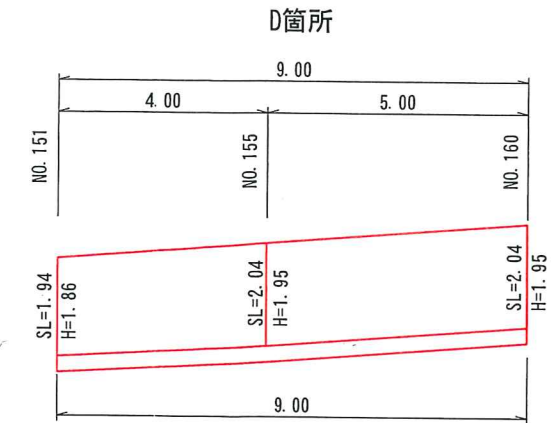 D箇所
9.00
4.00
5.00
NO.151
NO.155
NO.160
SL=1.94
H=1.86
SL=2.04
H=1.95
SL=2.04
H=1.95
9.00